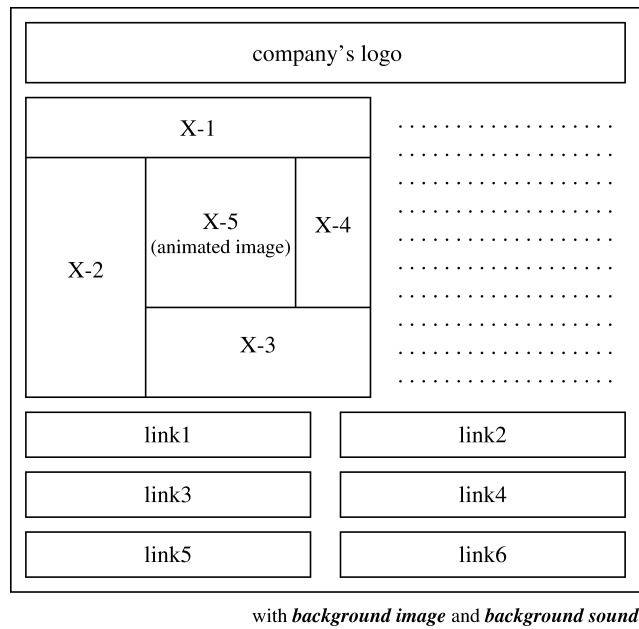 company's logo
X-1
X-2
X-5
(animated image)
X-4
X-3
link1
link2
link3
link4
link5
link6
with background image and background sound